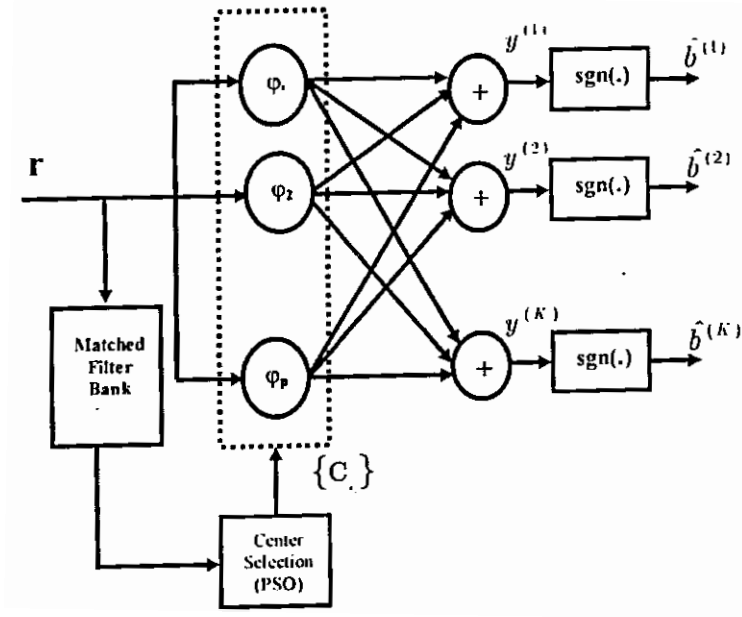 y^(1)
b̂^(1)
φ₁
+
sgn(.)
r
y^(2)
b̂^(2)
φ₂
+
sgn(.)
Matched
Filter
Bank
y^(K)
b̂^(K)
φₚ
+
sgn(.)
{C.}
Center
Selection
(PSO)